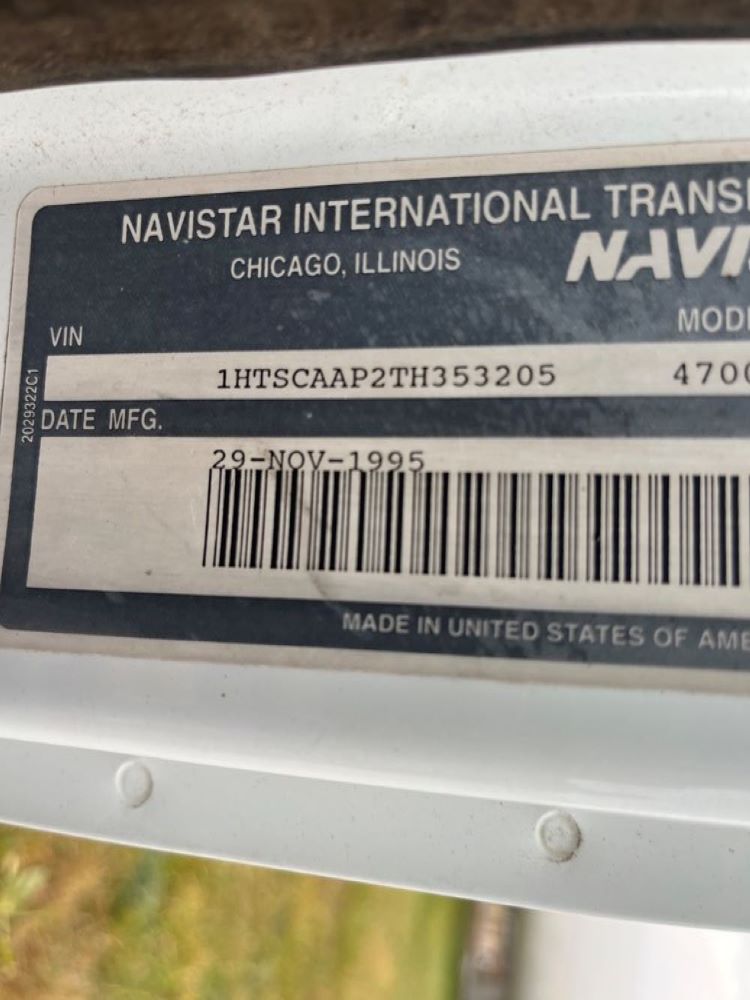 NAVISTAR INTERNATIONAL TRANS
CHICAGO, ILLINOIS
NAVI
VIN
MODE
1HTSCAAP2TH353205
4700
2029322C1
DATE MFG.
29-NOV-1995
MADE IN UNITED STATES OF AME